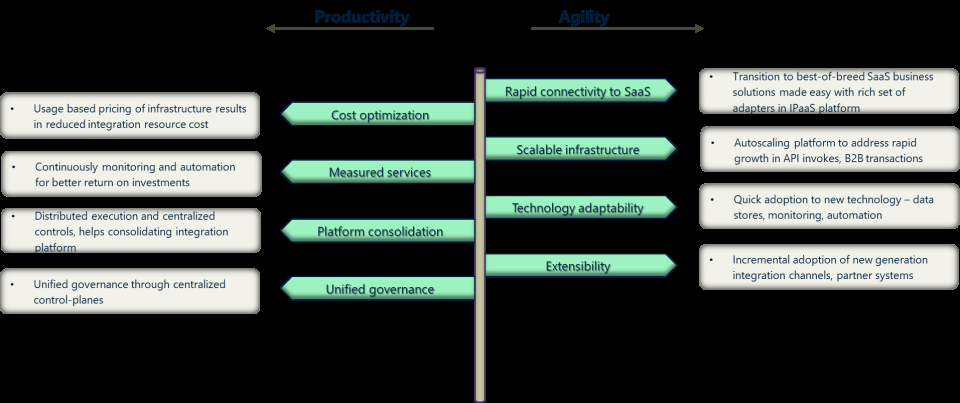 Productivity
Agility
• Usage based pricing of infrastructure results
in reduced integration resource cost
Cost optimization
• Continuously monitoring and automation
for better return on investments
Measured services
• Distributed execution and centralized
controls, helps consolidating integration
platform
Platform consolidation
• Unified governance through centralized
control-planes
Unified governance
Rapid connectivity to SaaS
• Transition to best-of-breed SaaS business
solutions made easy with rich set of
adapters in IPaaS platform
Scalable infrastructure
• Autoscaling platform to address rapid
growth in API invokes, B2B transactions
Technology adaptability
• Quick adoption to new technology – data
stores, monitoring, automation
Extensibility
• Incremental adoption of new generation
integration channels, partner systems